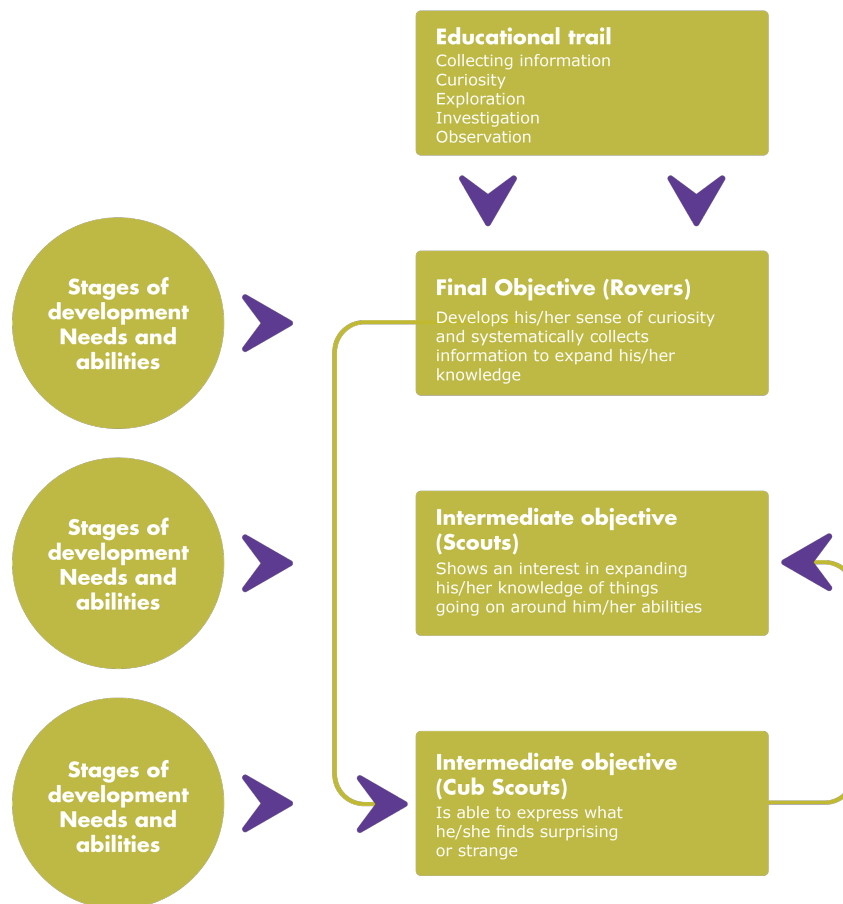 Educational trail
Collecting information
Curiosity
Exploration
Investigation
Observation
Stages of
development
Needs and
abilities
Final Objective (Rovers)
Develops his/her sense of curiosity
and systematically collects
information to expand his/her
knowledge
Stages of
development
Needs and
abilities
Intermediate objective
(Scouts)
Shows an interest in expanding
his/her knowledge of things
going on around him/her abilities
Stages of
development
Needs and
abilities
Intermediate objective
(Cub Scouts)
Is able to express what
he/she finds surprising
or strange